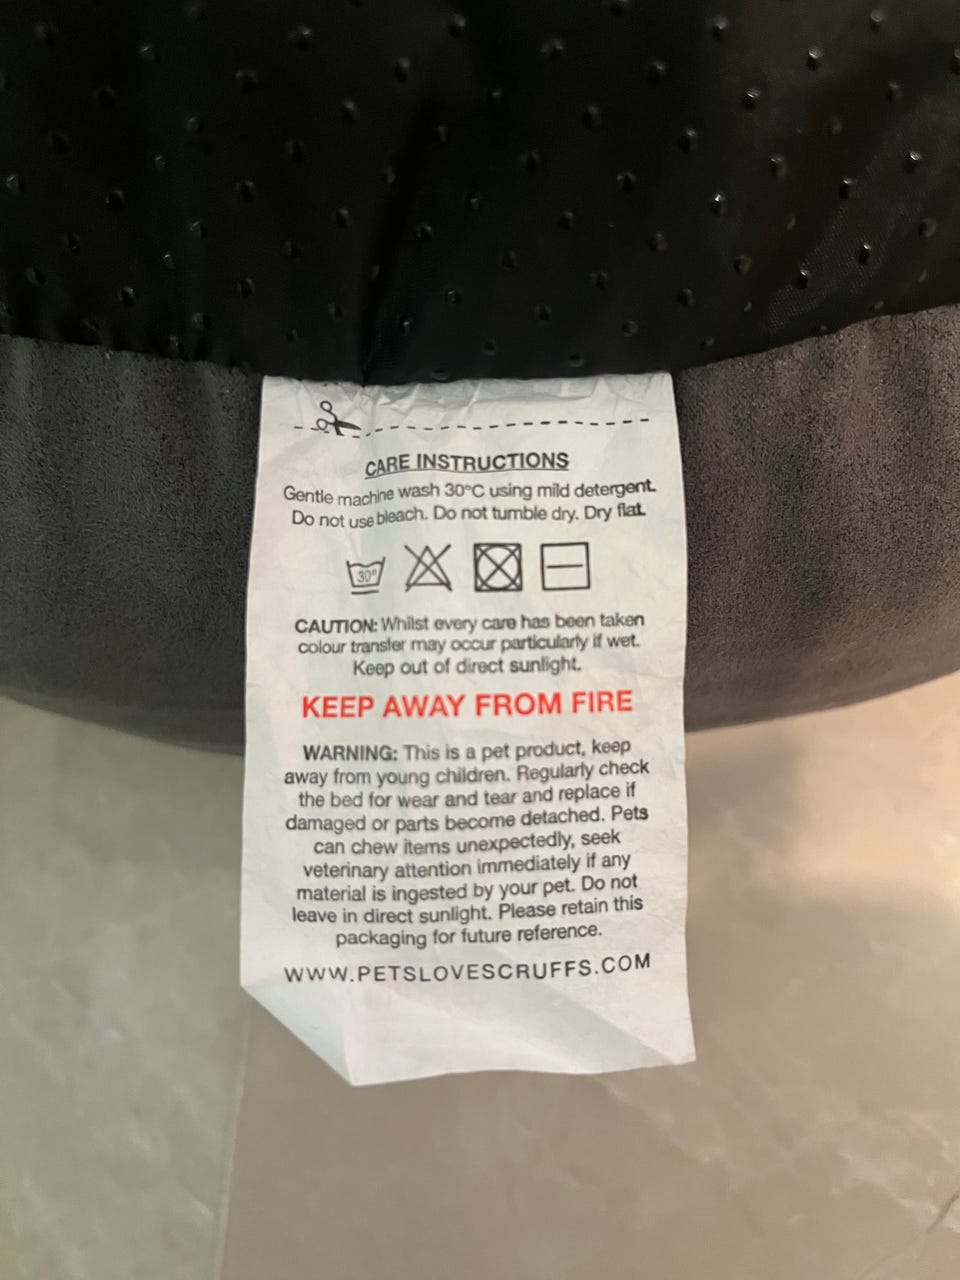 CARE INSTRUCTIONS
Gentle machine wash 30°C using mild detergent.
Do not use bleach. Do not tumble dry. Dry flat.
30°
CAUTION: Whilst every care has been taken
colour transfer may occur particularly if wet.
Keep out of direct sunlight.
KEEP AWAY FROM FIRE
WARNING: This is a pet product, keep
away from young children. Regularly check
the bed for wear and tear and replace if
damaged or parts become detached. Pets
can chew items unexpectedly, seek
veterinary attention immediately if any
material is ingested by your pet. Do not
leave in direct sunlight. Please retain this
packaging for future reference.
WWW.PETSLOVESCRUFFS.COM